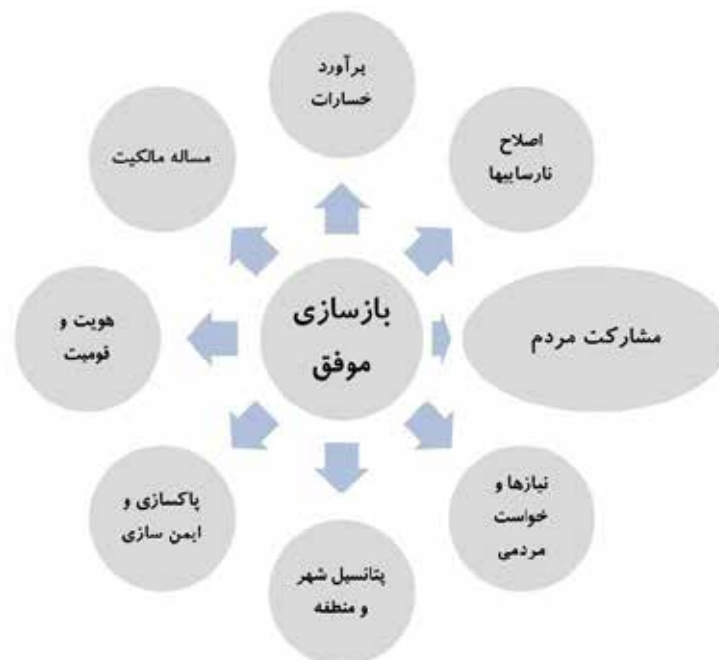 برآورد
خسارات
اصلاح
نارساییها
مشارکت مردم
نیازها و
خواست
مردمی
پتانسیل شهر
و منطقه
پاکسازی و
ایمن سازی
هویت و
قومیت
مساله مالکیت
بازسازی
موفق